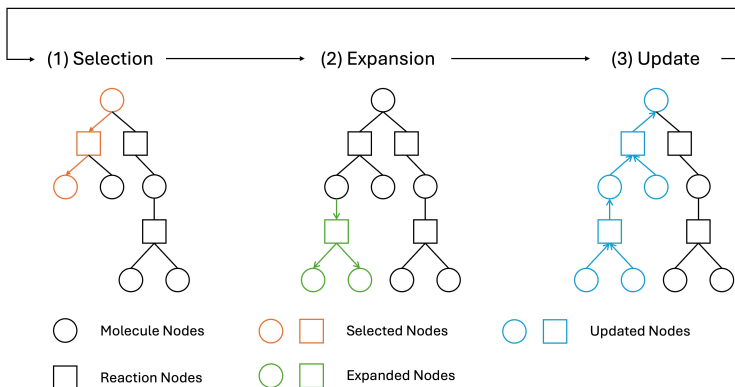 (1) Selection
(2) Expansion
(3) Update
Molecule Nodes
Selected Nodes
Updated Nodes
Reaction Nodes
Expanded Nodes